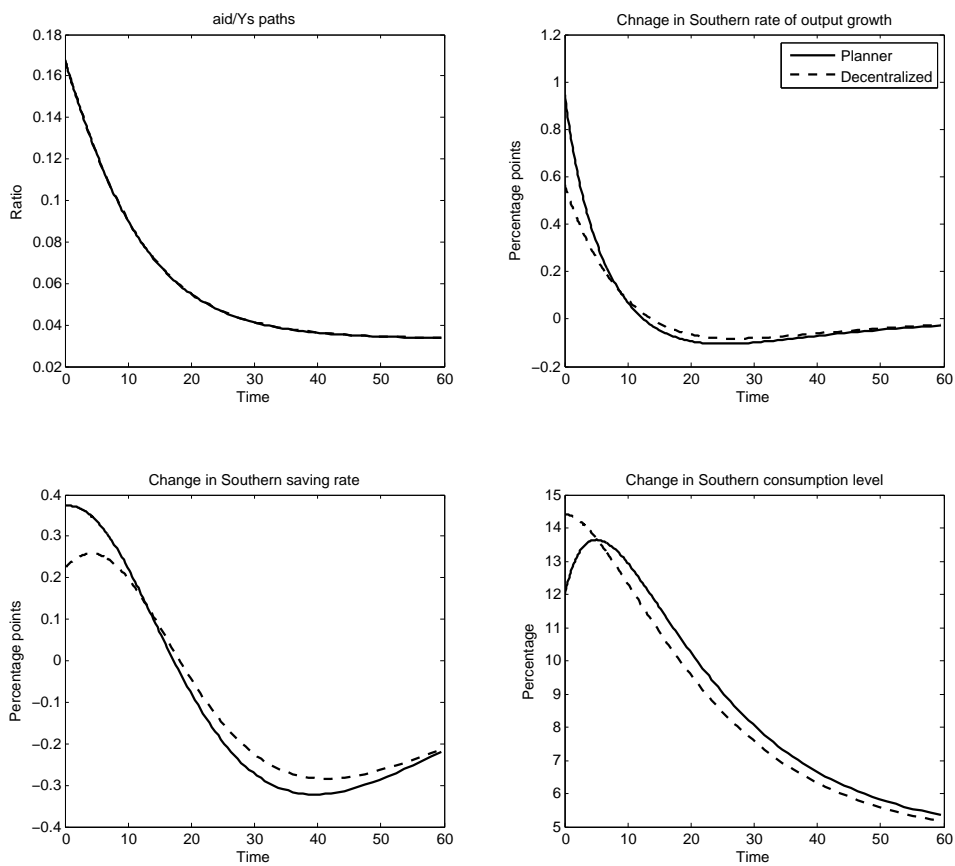 aid/Ys paths
0.18
0.16
0.14
0.12
0.1
0.08
0.06
0.04
0.02
Ratio
0 10 20 30 40 50 60
Time
Chnage in Southern rate of output growth
1.2
1
0.8
0.6
0.4
0.2
0
−0.2
Percentage points
Planner
Decentralized
0 10 20 30 40 50 60
Time
Change in Southern saving rate
0.4
0.3
0.2
0.1
0
−0.1
−0.2
−0.3
−0.4
Percentage points
0 10 20 30 40 50 60
Time
Change in Southern consumption level
15
14
13
12
11
10
9
8
7
6
5
Percentage
0 10 20 30 40 50 60
Time